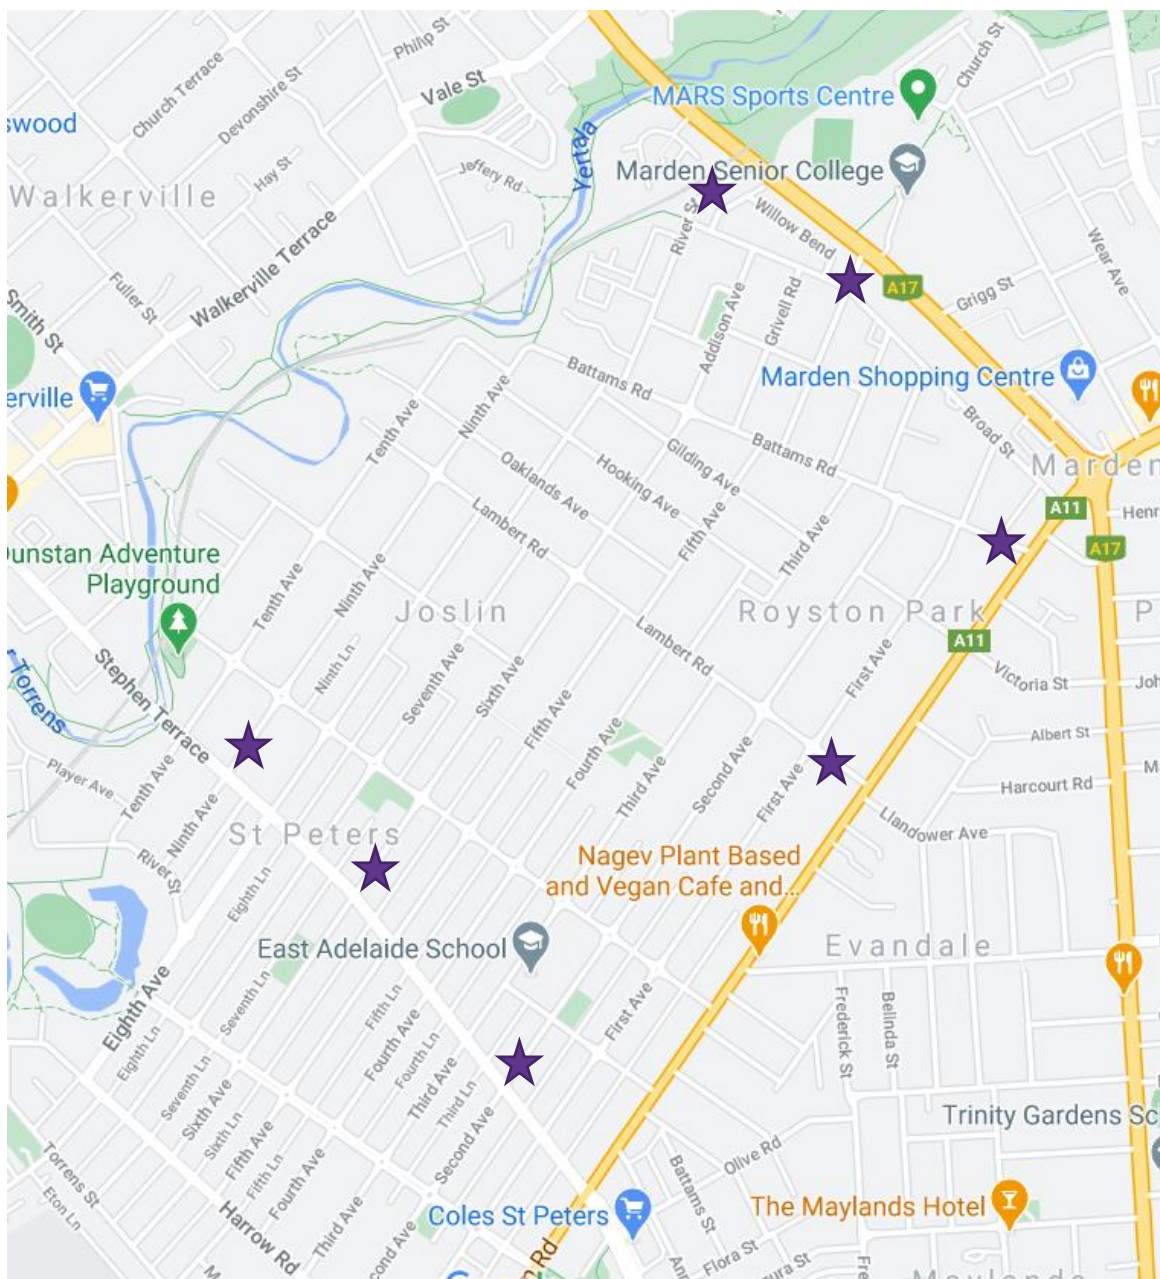 Philip St
Church St
Vale St
Church Terrace
Devonshire St
MARS Sports Centre
swood
Yertala
Hay St
Jeffery Rd
Marden Senior College
Walkerville
River St
Willow Bend
Walkerville Terrace
Wear Ave
Fuller St
A17
Grigg St
Smith St
Addison Ave
Grivell Rd
Battams Rd
Marden Shopping Centre
erville
Ninth Ave
Tenth Ave
Broad St
Battams Rd
Gilding Ave
Hooking Ave
Oaklands Ave
Marden
Lambert Rd
Fifth Ave
A11
Henr
Third Ave
A17
Dunstan Adventure
Playground
Ninth Ave
Tenth Ave
Joslin
Royston Park
P
A11
Lambert Rd
Ninth Ln
First Ave
Seventh Ave
Sixth Ave
Victoria St
Joh
r Torrens
Stephen Terrace
Fifth Ave
Fourth Ave
Albert St
Player Ave
Tenth Ave
Third Ave
Second Ave
First Ave
M
Harcourt Rd
Ninth Ave
St Peters
Llandower Ave
River St
Eighth Ln
Nagev Plant Based
and Vegan Cafe and...
East Adelaide School
Evandale
Eighth Ave
Seventh Ln
Fifth Ln
First Ave
Frederick St
Belinda St
Eighth Ln
Fourth Ave
Fourth Ln
Seventh Ln
Sixth Ave
Third Ave
Third Ln
Trinity Gardens Sc
Sixth Ln
Fifth Ave
Second Ave
Olive Rd
Torrens St
Eton Ln
Fifth Ln
Fourth Ave
Battams St
The Maylands Hotel
Harrow Rd
Third Ave
Coles St Peters
Flora St
Maylands